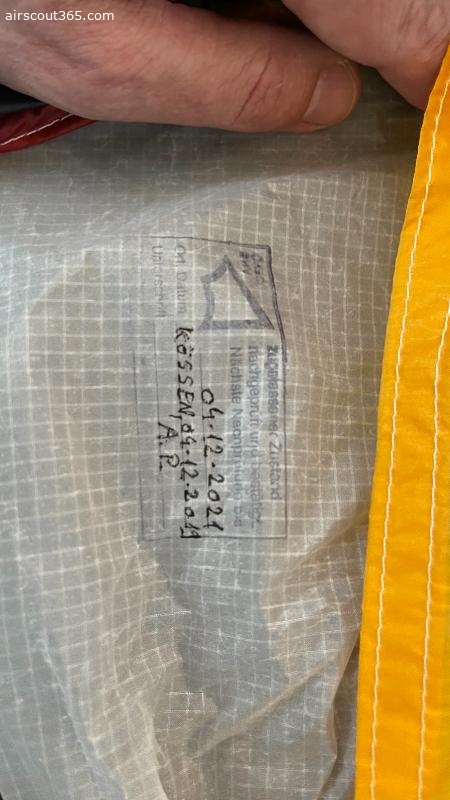 airscout365.com
Zugelassener Zustand
nachgeprüft und bestätigt.
Nächste Nachprüfung bis
04.12.2021
Ort, Datum KÖSSEN, 04.12.2019
Unterschrift A.P.